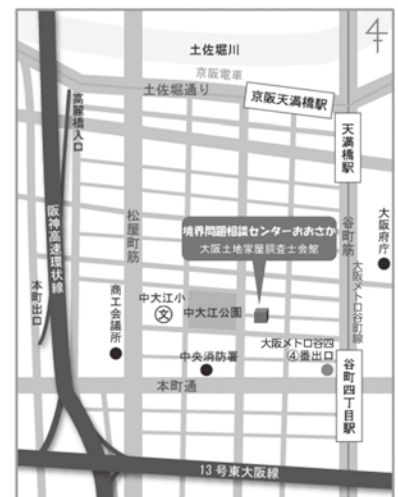 土佐堀川
京阪電車
土佐堀通り
京阪天満橋駅
高麗橋入口
天満橋駅
阪神高速環状線
松屋町筋
境界問題相談センターおおさか
大阪土地家屋調査士会館
谷町筋
大阪メトロ谷町線
大阪府庁
本町出口
商工会議所
中大江小
文
中大江公園
中央消防署
大阪メトロ谷四
④番出口
本町通
谷町四丁目駅
13号東大阪線